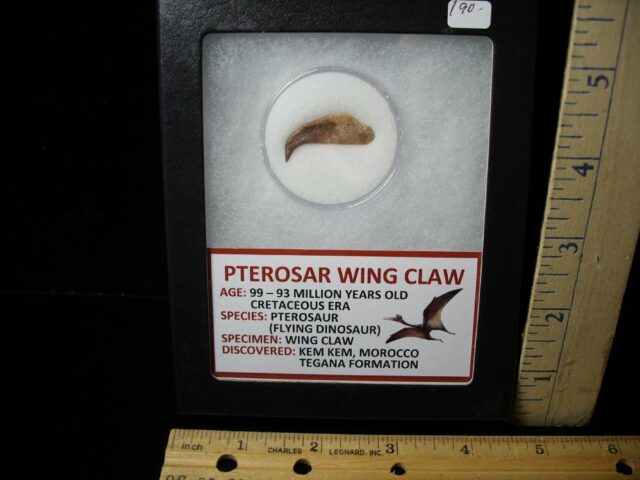 190-
PTEROSAR WING CLAW
AGE: 99 – 93 MILLION YEARS OLD
CRETACEOUS ERA
SPECIES: PTEROSAUR
(FLYING DINOSAUR)
SPECIMEN: WING CLAW
DISCOVERED: KEM KEM, MOROCCO
TEGANA FORMATION
5
4
3
2
1
inch 1 2 3 4 5 6
CHARLES LEONARD, INC.